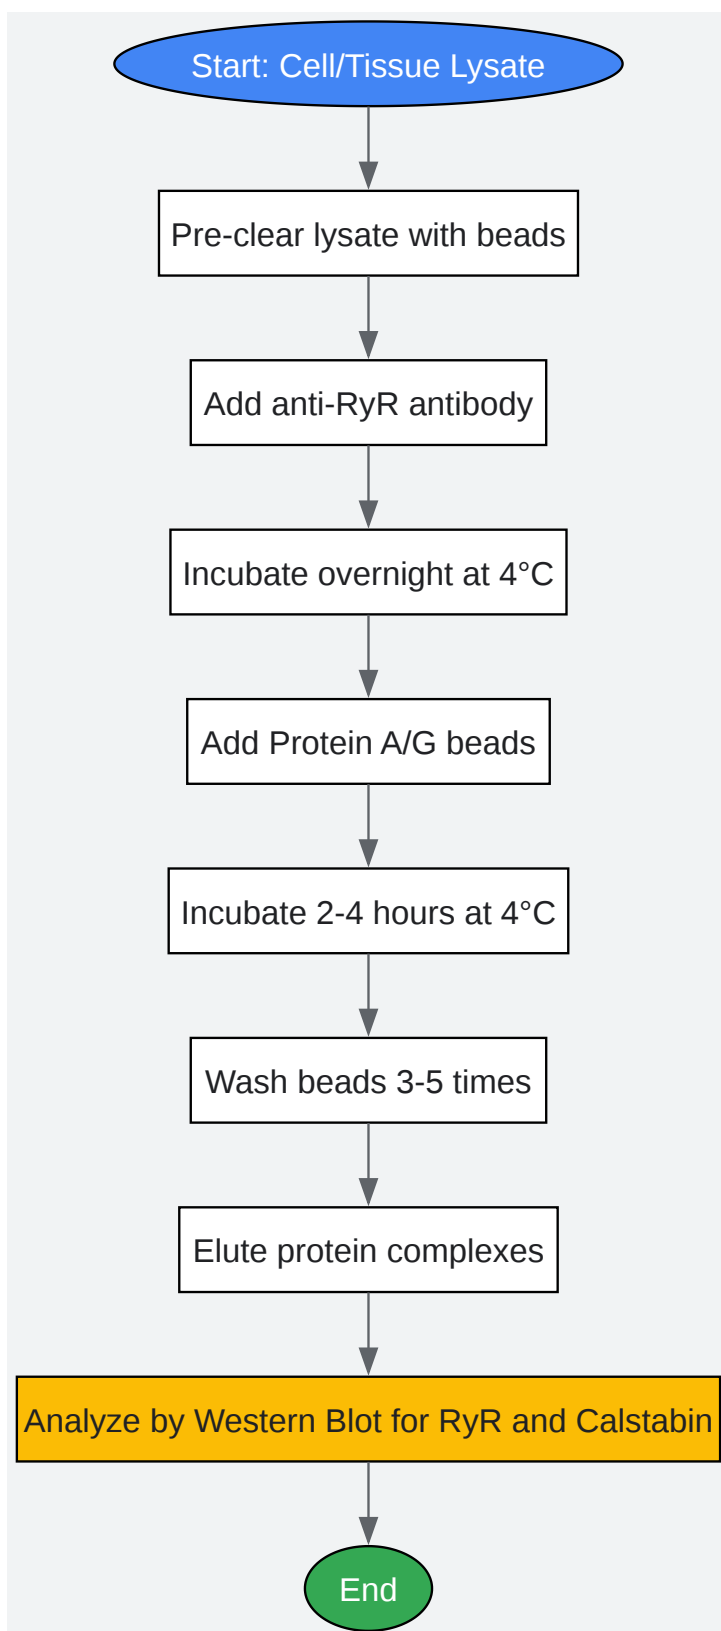 Start: Cell/Tissue Lysate
Pre-clear lysate with beads
Add anti-RyR antibody
Incubate overnight at 4°C
Add Protein A/G beads
Incubate 2-4 hours at 4°C
Wash beads 3-5 times
Elute protein complexes
Analyze by Western Blot for RyR and Calstabin
End